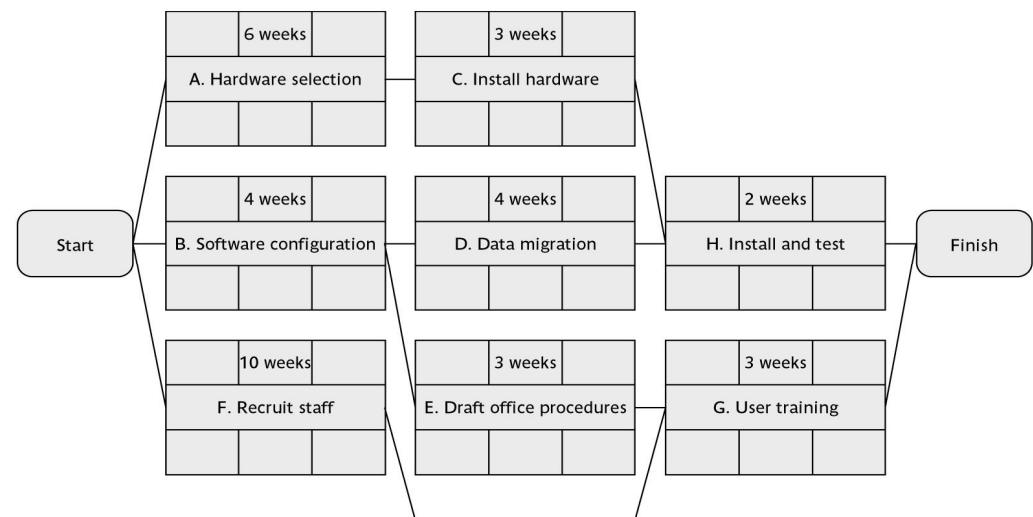 6 weeks
3 weeks
A. Hardware selection
C. Install hardware
4 weeks
4 weeks
2 weeks
Start
B. Software configuration
D. Data migration
H. Install and test
Finish
10 weeks
3 weeks
3 weeks
F. Recruit staff
E. Draft office procedures
G. User training